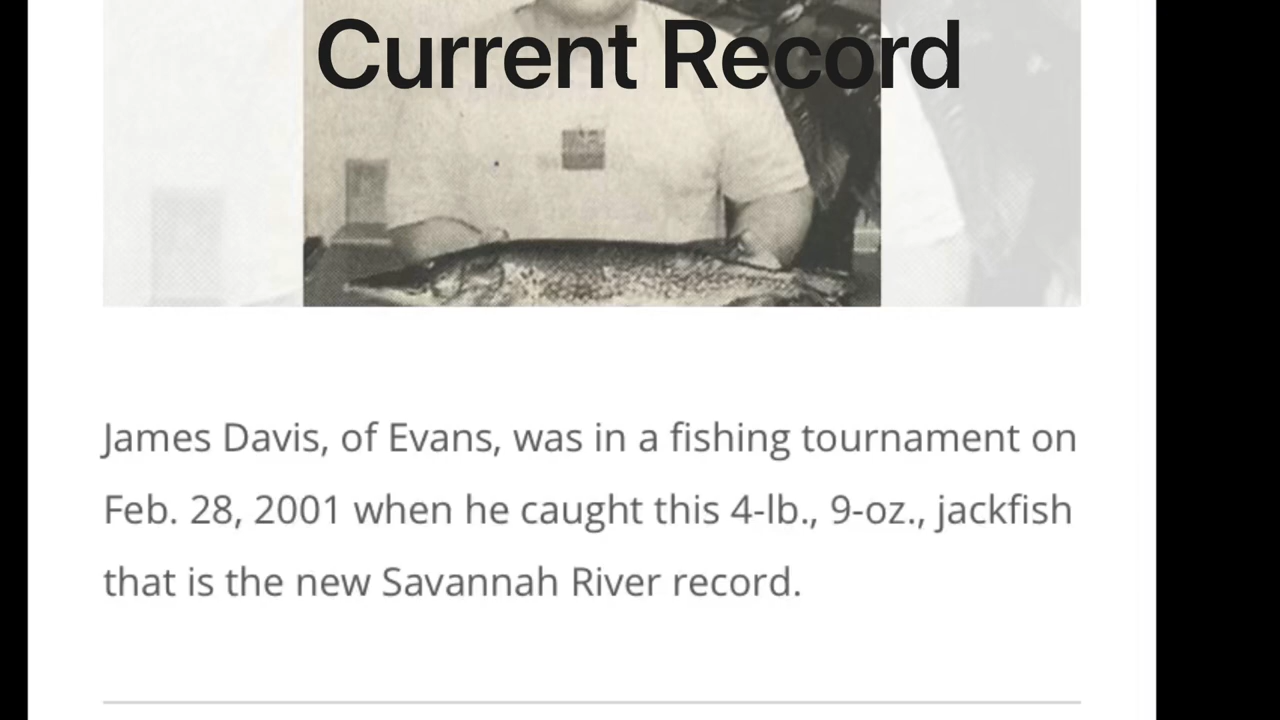 Current Record
James Davis, of Evans, was in a fishing tournament on
Feb. 28, 2001 when he caught this 4-lb., 9-oz., jackfish
that is the new Savannah River record.